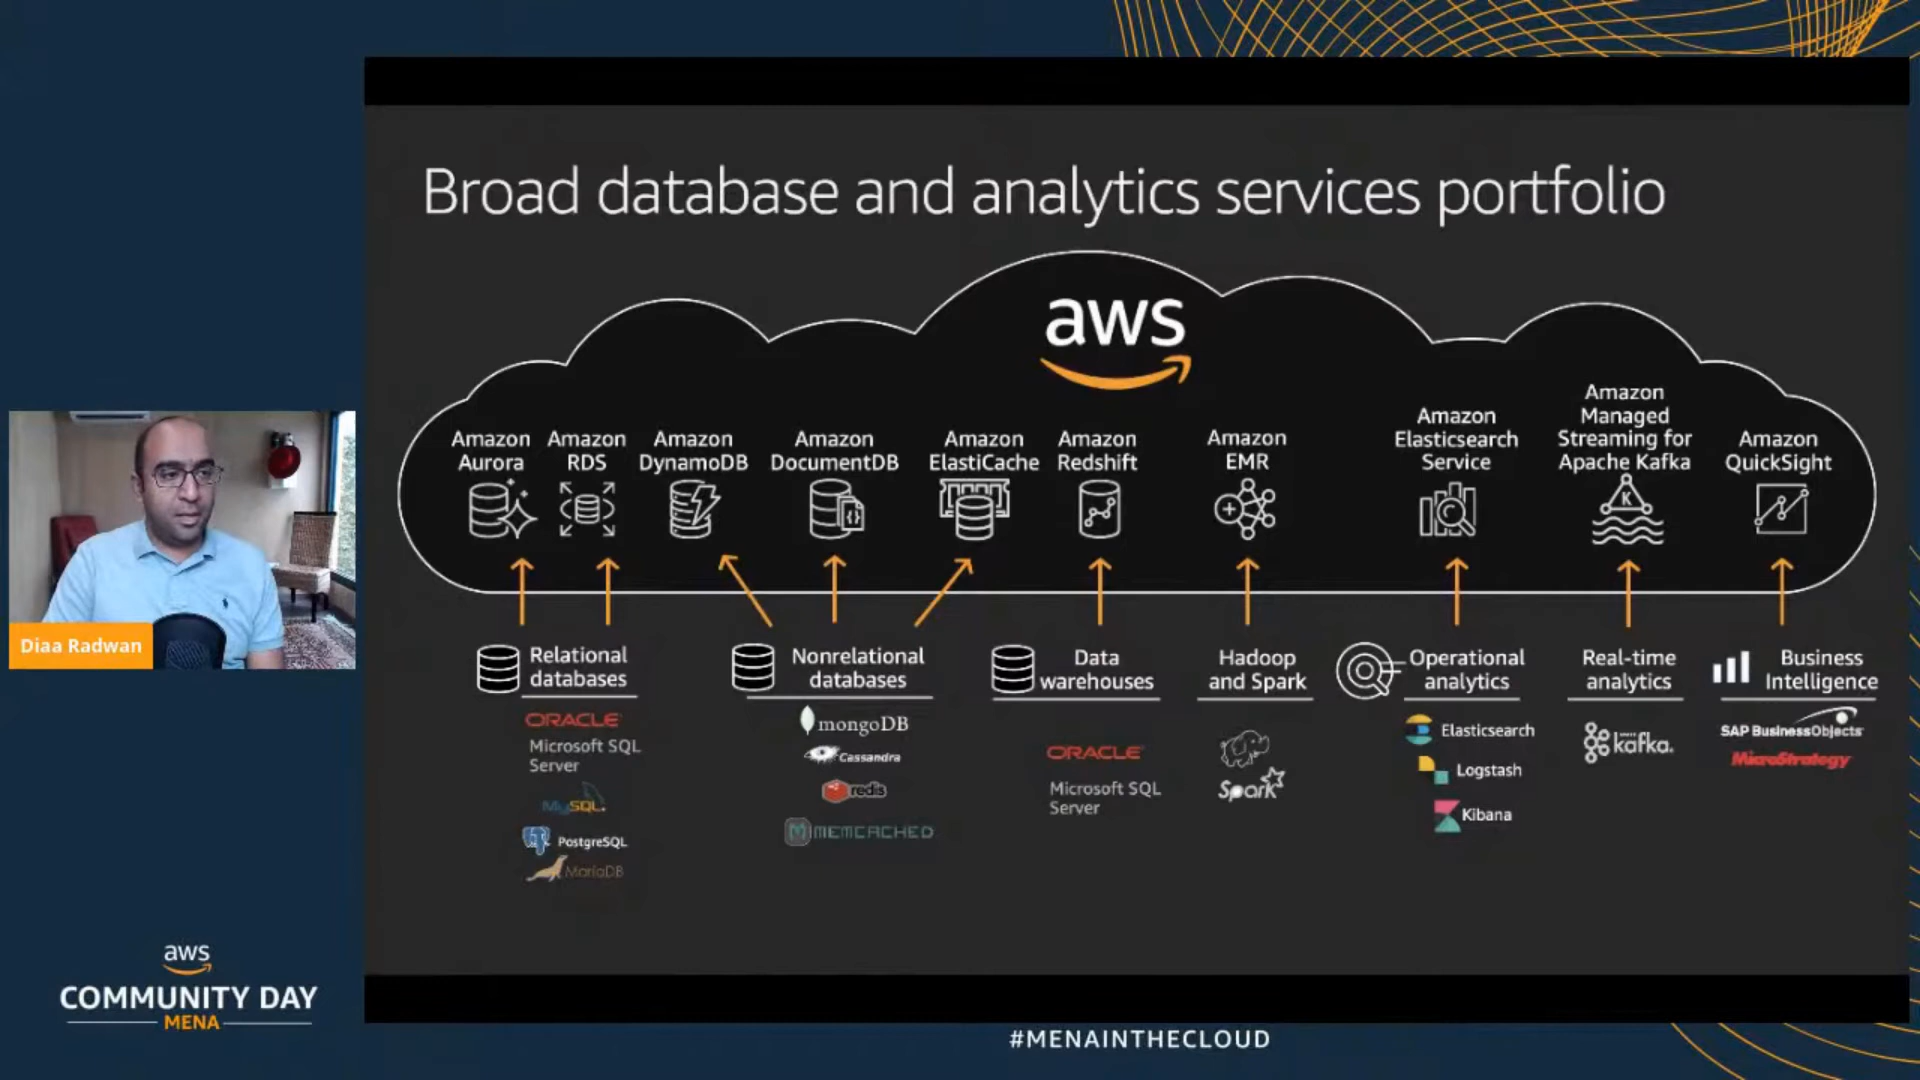 Broad database and analytics services portfolio
aws
Amazon
Aurora
Amazon
RDS
Amazon
DynamoDB
Amazon
DocumentDB
Amazon
ElastiCache
Amazon
Redshift
Amazon
EMR
Amazon
Elasticsearch
Service
Amazon
Managed
Streaming for
Apache Kafka
K
Amazon
QuickSight
Relational
databases
ORACLE
Microsoft SQL
Server
MySQL
PostgreSQL
MariaDB
Nonrelational
databases
mongoDB
Cassandra
redis
MEMCACHED
Data
warehouses
ORACLE
Microsoft SQL
Server
Hadoop
and Spark
Spark
Operational
analytics
Elasticsearch
Logstash
Kibana
Real-time
analytics
kafka.
Business
Intelligence
SAP BusinessObjects
MicroStrategy
Diaa Radwan
aws
COMMUNITY DAY
MENA
#MENAINTHECLOUD